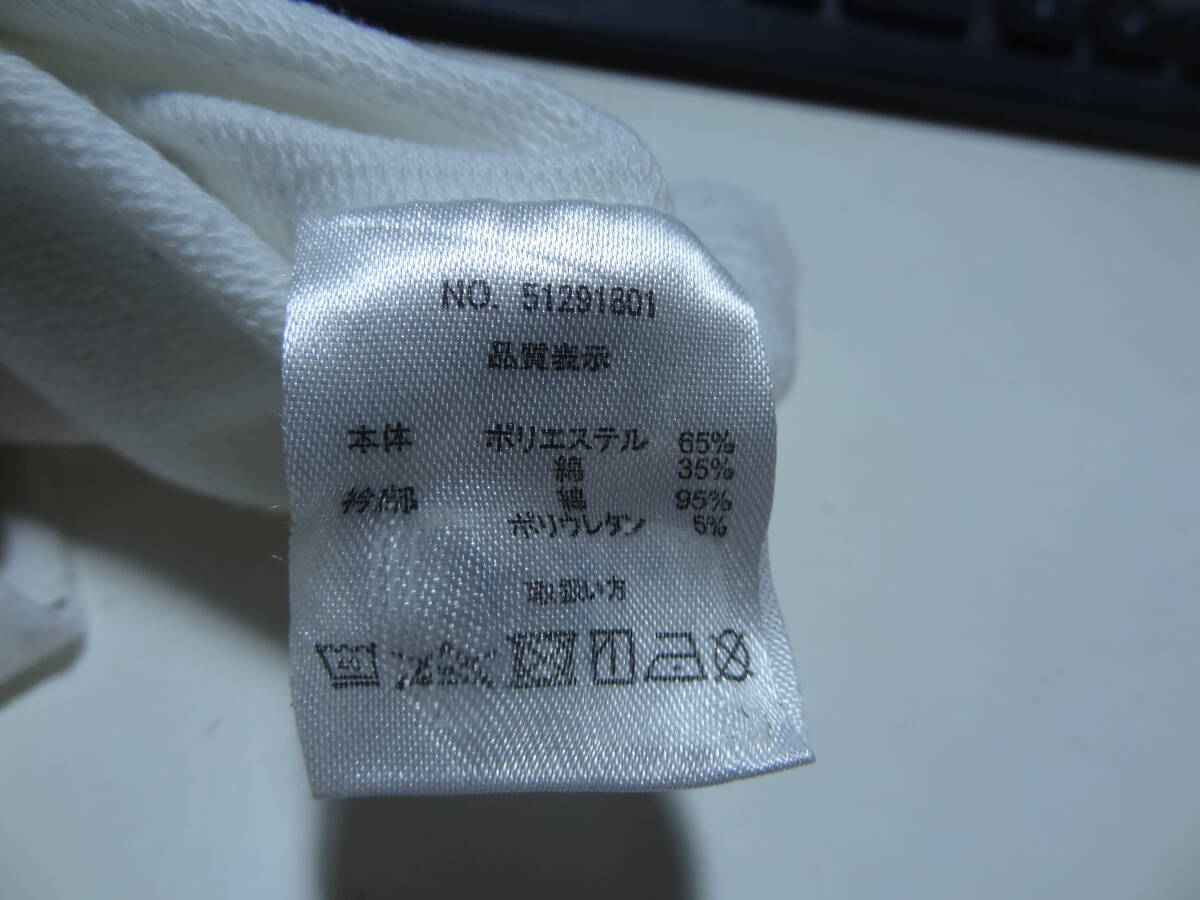 NO. 51291801
品質表示
本体 ポリエステル 65%
綿 35%
衿部 綿 95%
ポリウレタン 5%
取扱い方